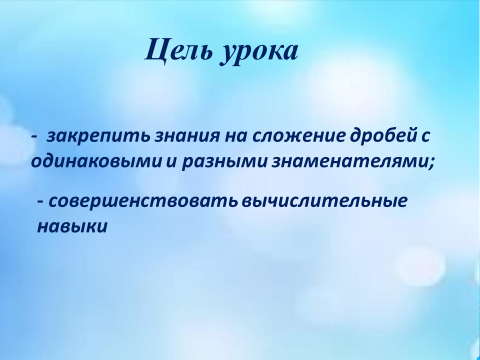 Цель урока
- закрепить знания на сложение дробей с
одинаковыми и разными знаменателями;
- совершенствовать вычислительные
навыки